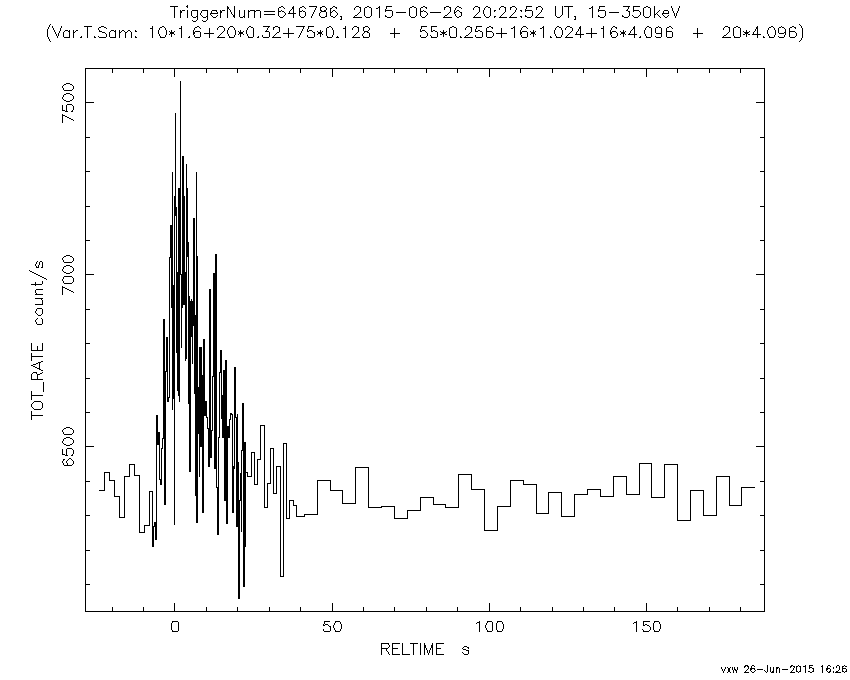 TriggerNum=646786, 2015-06-26 20:22:52 UT, 15-350keV
(Var.T.Sam: 10*1.6+20*0.32+75*0.128 + 55*0.256+16*1.024+16*4.096 + 20*4.096)
TOT_RATE count/s
7500
7000
6500
0 50 100 150
RELTIME s
vxw 26-Jun-2015 16:26